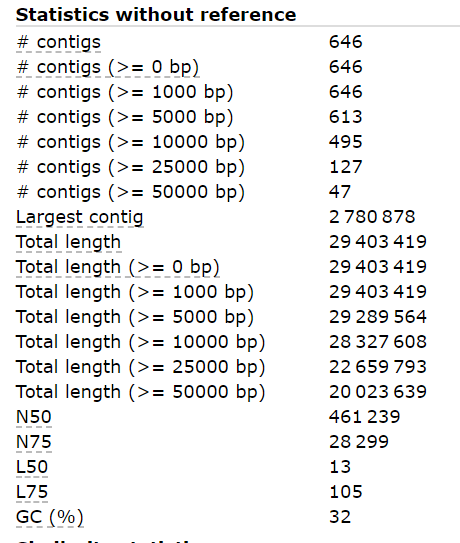 Statistics without reference
# contigs 646
# contigs (>= 0 bp) 646
# contigs (>= 1000 bp) 646
# contigs (>= 5000 bp) 613
# contigs (>= 10000 bp) 495
# contigs (>= 25000 bp) 127
# contigs (>= 50000 bp) 47
Largest contig 2 780 878
Total length 29 403 419
Total length (>= 0 bp) 29 403 419
Total length (>= 1000 bp) 29 403 419
Total length (>= 5000 bp) 29 289 564
Total length (>= 10000 bp) 28 327 608
Total length (>= 25000 bp) 22 659 793
Total length (>= 50000 bp) 20 023 639
N50 461 239
N75 28 299
L50 13
L75 105
GC (%) 32